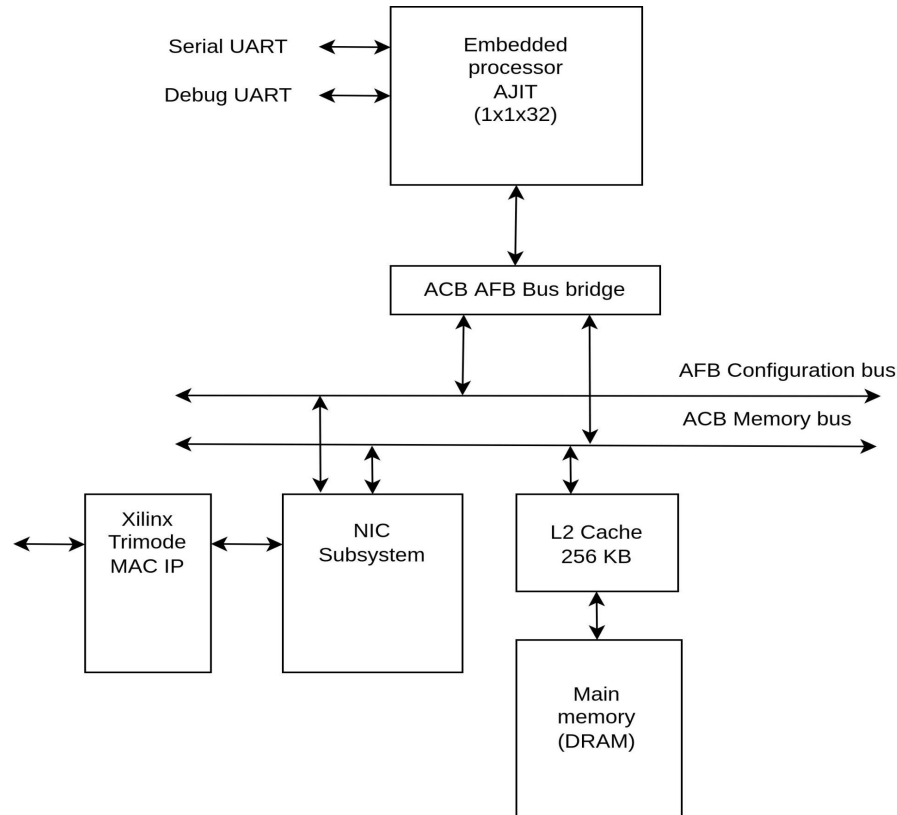 Serial UART
Debug UART
Embedded
processor
AJIT
(1x1x32)
ACB AFB Bus bridge
AFB Configuration bus
ACB Memory bus
Xilinx
Trimode
MAC IP
NIC
Subsystem
L2 Cache
256 KB
Main
memory
(DRAM)